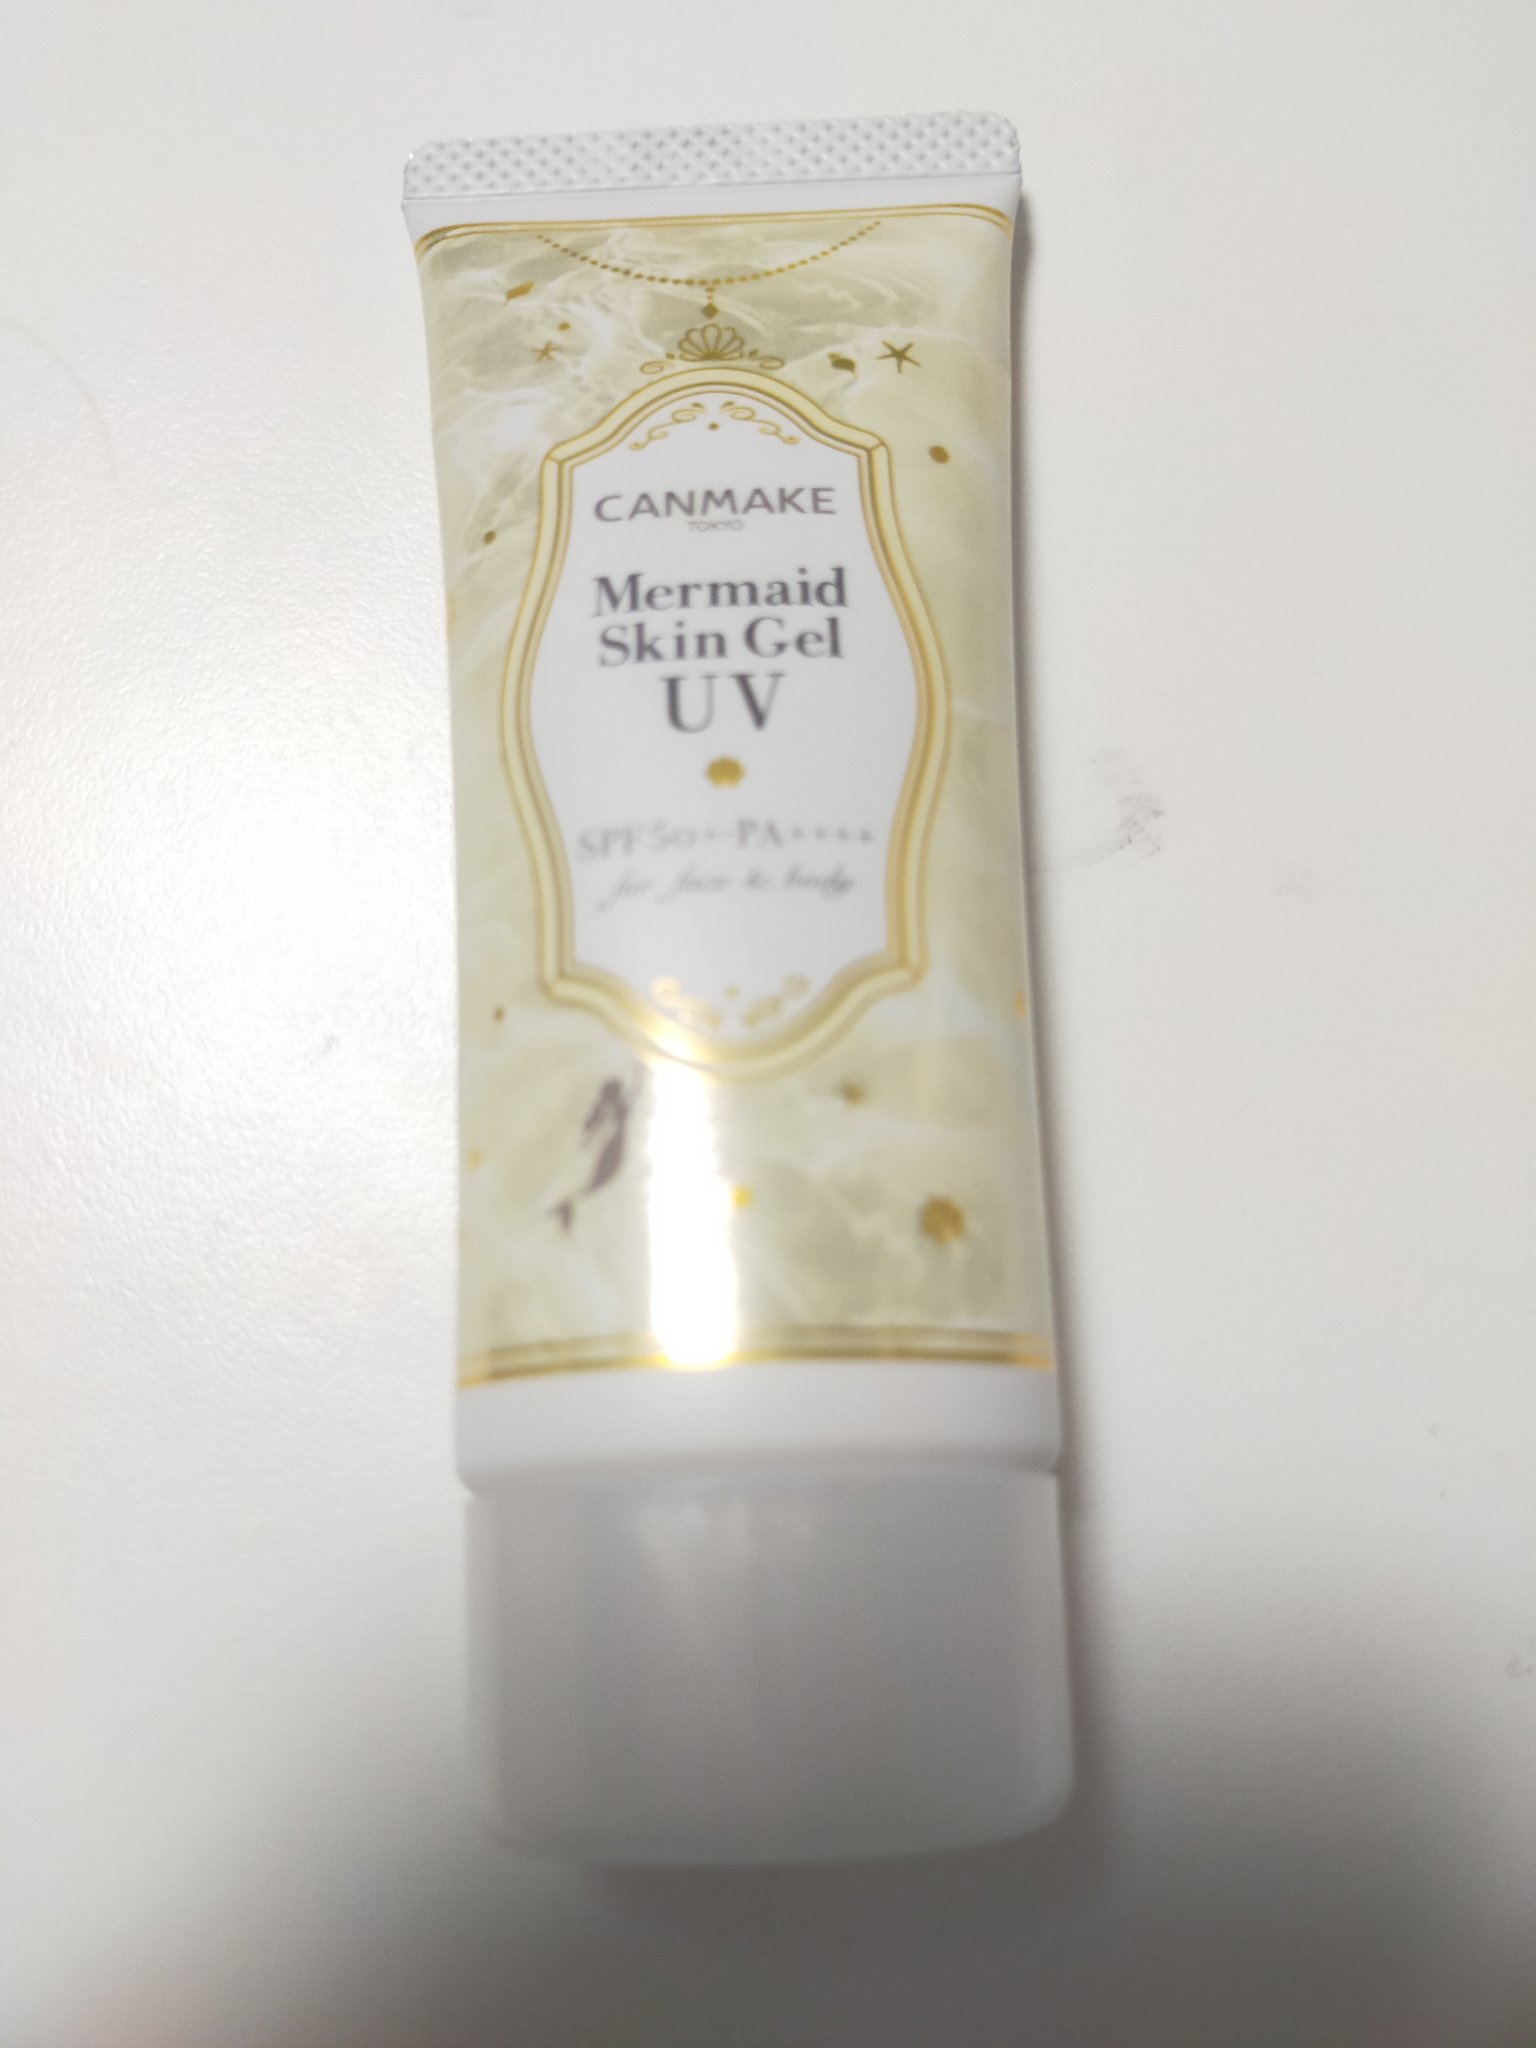 CANMAKE
TOKYO
Mermaid
Skin Gel
UV
SPF50+・PA++++
for face & body